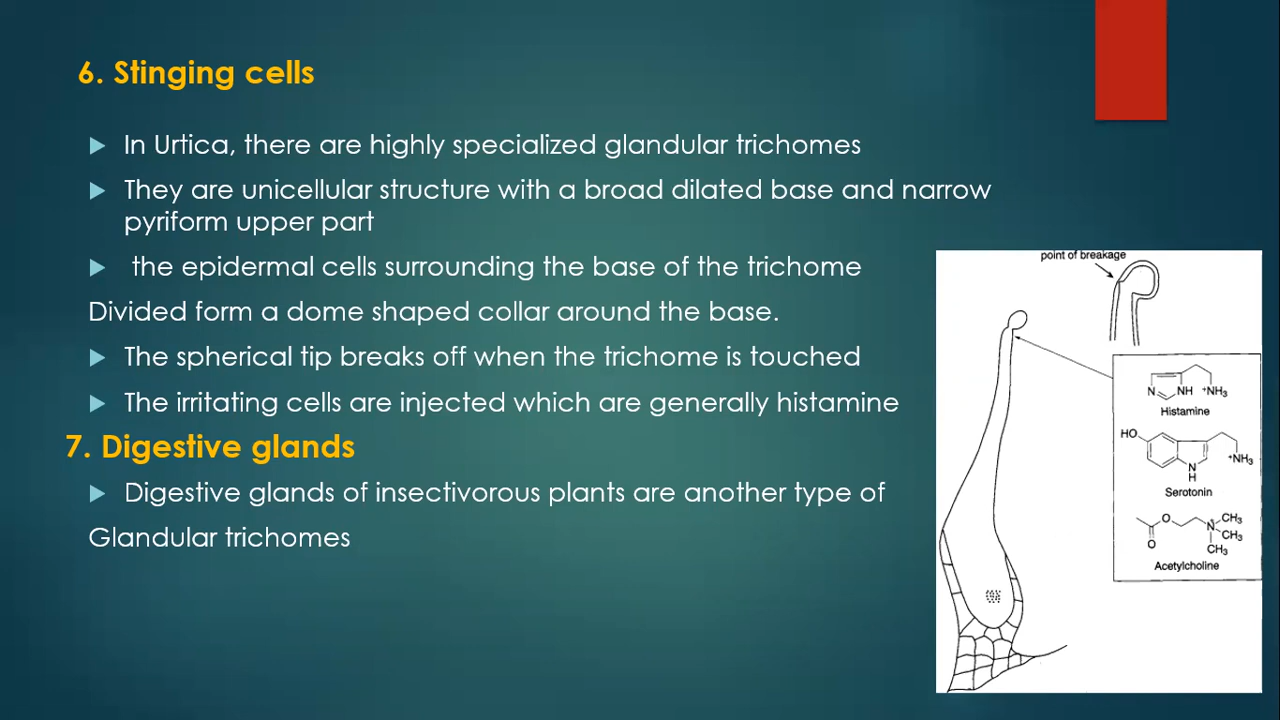 6. Stinging cells
In Urtica, there are highly specialized glandular trichomes
They are unicellular structure with a broad dilated base and narrow
pyriform upper part
the epidermal cells surrounding the base of the trichome
Divided form a dome shaped collar around the base.
The spherical tip breaks off when the trichome is touched
The irritating cells are injected which are generally histamine
7. Digestive glands
Digestive glands of insectivorous plants are another type of
Glandular trichomes
point of breakage
N NH +NH3
Histamine
HO
+NH3
N
H
Serotonin
O CH3
N CH3
O CH3
Acetylcholine